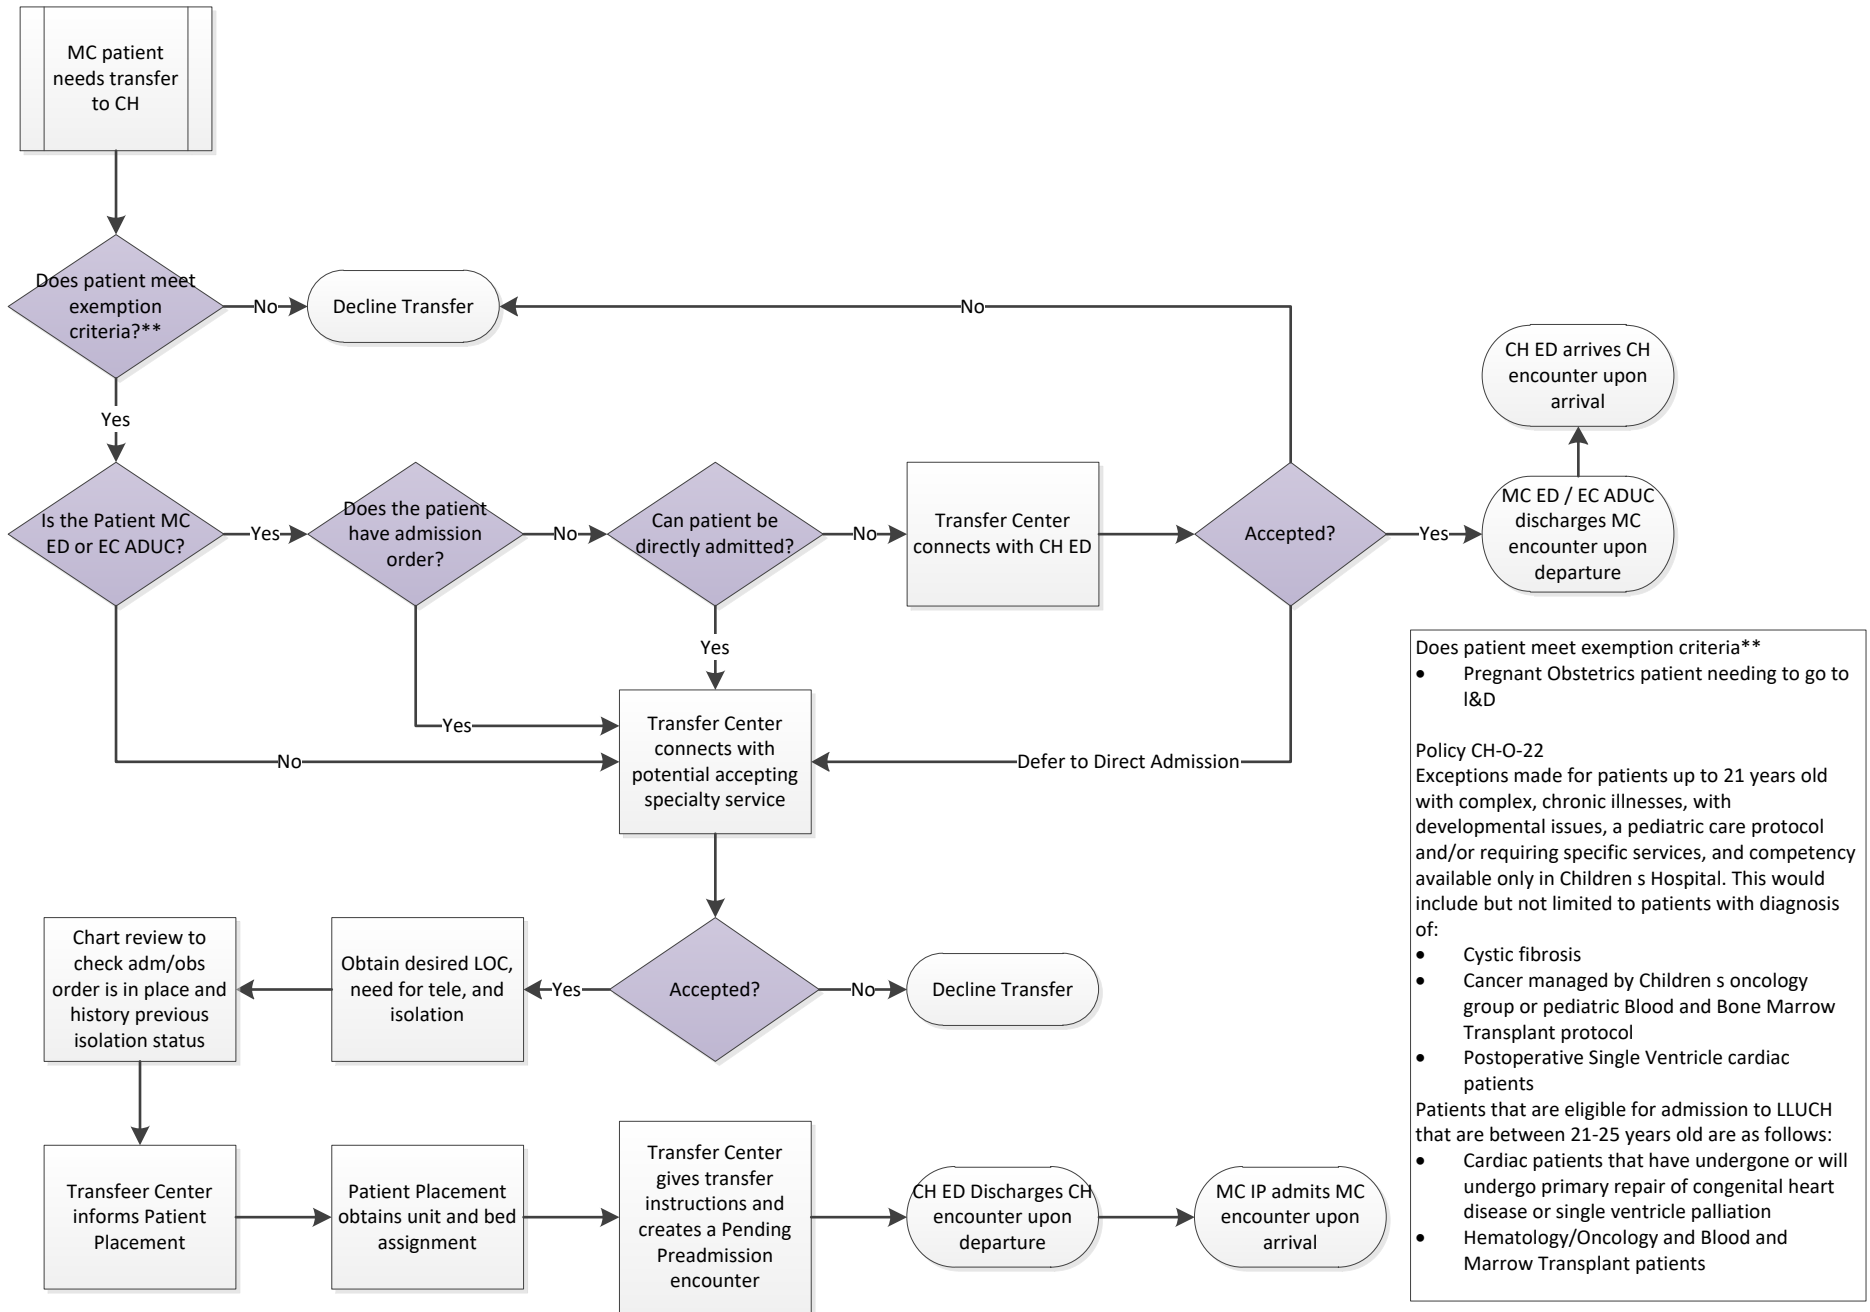 MC patient
needs transfer
to CH
Does patient meet
exemption
criteria?**
No
Decline Transfer
No
CH ED arrives CH
encounter upon
arrival
Yes
Is the Patient MC
ED or EC ADUC?
Yes
Does the patient
have admission
order?
No
Can patient be
directly admitted?
No
Transfer Center
connects with CH ED
Accepted?
Yes
MC ED / EC ADUC
discharges MC
encounter upon
departure
Yes
Yes
No
Transfer Center
connects with
potential accepting
specialty service
Defer to Direct Admission
Does patient meet exemption criteria**
• Pregnant Obstetrics patient needing to go to
l&D
Policy CH-O-22
Exceptions made for patients up to 21 years old
with complex, chronic illnesses, with
developmental issues, a pediatric care protocol
and/or requiring specific services, and competency
available only in Children s Hospital. This would
include but not limited to patients with diagnosis
of:
• Cystic fibrosis
• Cancer managed by Children s oncology
group or pediatric Blood and Bone Marrow
Transplant protocol
• Postoperative Single Ventricle cardiac
patients
Patients that are eligible for admission to LLUCH
that are between 21-25 years old are as follows:
• Cardiac patients that have undergone or will
undergo primary repair of congenital heart
disease or single ventricle palliation
• Hematology/Oncology and Blood and
Marrow Transplant patients
Accepted?
No
Decline Transfer
Yes
Obtain desired LOC,
need for tele, and
isolation
Chart review to
check adm/obs
order is in place and
history previous
isolation status
Transfeer Center
informs Patient
Placement
Patient Placement
obtains unit and bed
assignment
Transfer Center
gives transfer
instructions and
creates a Pending
Preadmission
encounter
CH ED Discharges CH
encounter upon
departure
MC IP admits MC
encounter upon
arrival